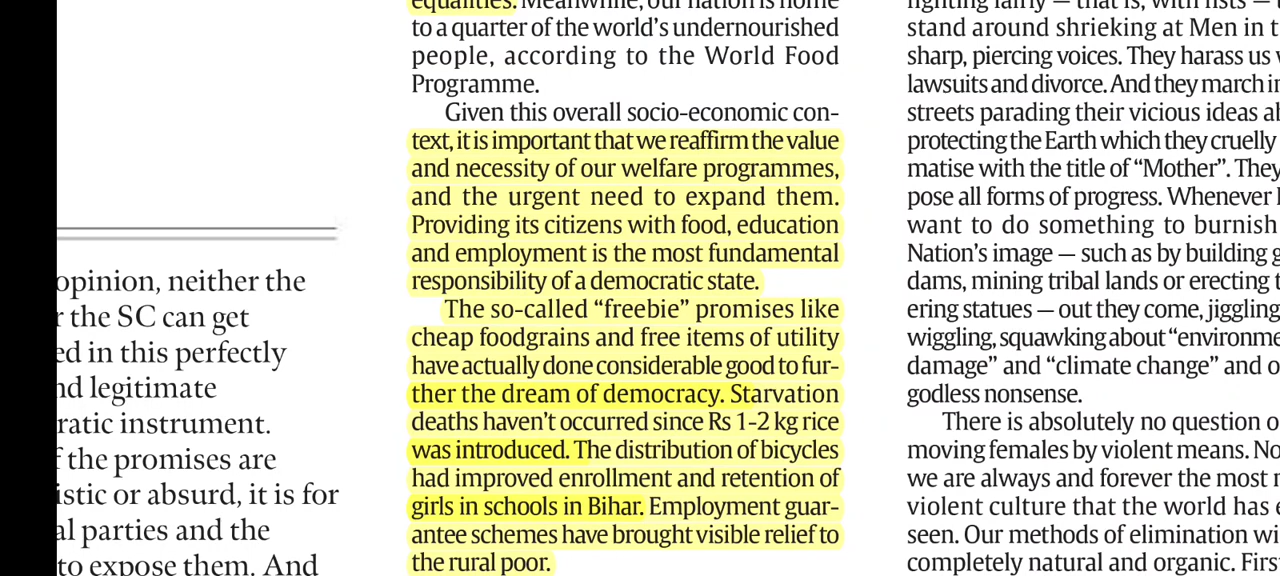 opinion, neither the
the SC can get
in this perfectly
legitimate
instrument.
the promises are
or absurd, it is for
parties and the
to expose them. And
equalities. Meanwhile, our nation is home
to a quarter of the world's undernourished
people, according to the World Food
Programme.
Given this overall socio-economic con-
text, it is important that we reaffirm the value
and necessity of our welfare programmes,
and the urgent need to expand them.
Providing its citizens with food, education
and employment is the most fundamental
responsibility of a democratic state.
The so-called “freebie” promises like
cheap foodgrains and free items of utility
have actually done considerable good to fur-
ther the dream of democracy. Starvation
deaths haven't occurred since Rs 1-2 kg rice
was introduced. The distribution of bicycles
had improved enrollment and retention of
girls in schools in Bihar. Employment guar-
antee schemes have brought visible relief to
the rural poor.
fighting fairly — that is, with fists —
stand around shrieking at Men in
sharp, piercing voices. They harass us
lawsuits and divorce. And they march
streets parading their vicious ideas
protecting the Earth which they cruelly
matise with the title of “Mother”. They
pose all forms of progress. Whenever
want to do something to burnish
Nation's image — such as by building
dams, mining tribal lands or erecting
ering statues — out they come, jiggling
wiggling, squawking about
damage” and “climate change” and
godless nonsense.
There is absolutely no question
moving females by violent means.
we are always and forever the most
violent culture that the world has
seen. Our methods of elimination
completely natural and organic.